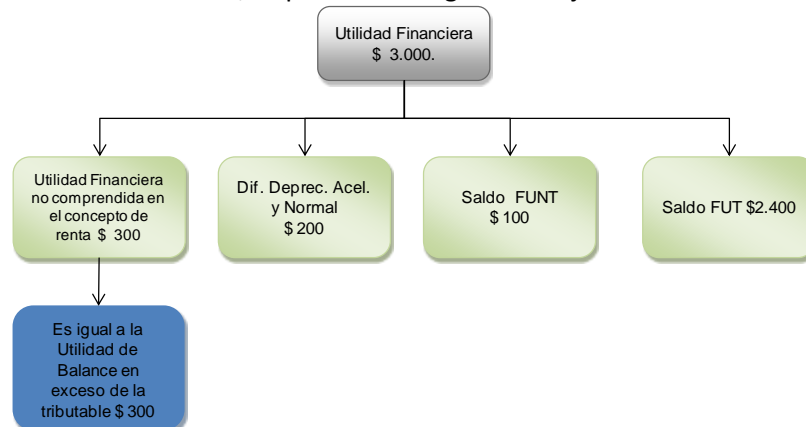 Utilidad Financiera
$ 3.000.
Utilidad Financiera
no comprendida en
el concepto de
renta $ 300
Dif. Deprec. Acel.
y Normal
$ 200
Saldo FUNT
$ 100
Saldo FUT $2.400
Es igual a la
Utilidad de
Balance en
exceso de la
tributable $ 300